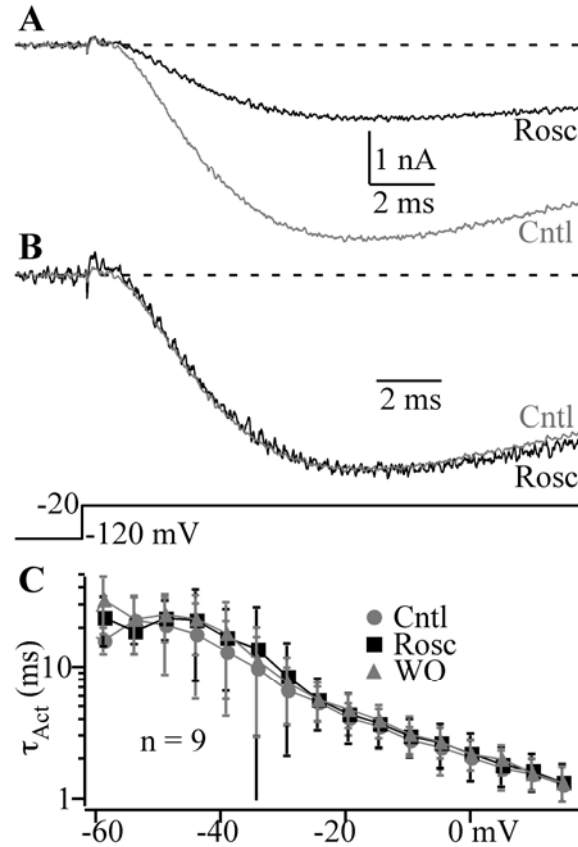 A
Rosc
1 nA
2 ms
Cntl
B
2 ms
Cntl
Rosc
-20
-120 mV
C
Cntl
Rosc
WO
10
τAct (ms)
n = 9
1
-60 -40 -20 0 mV